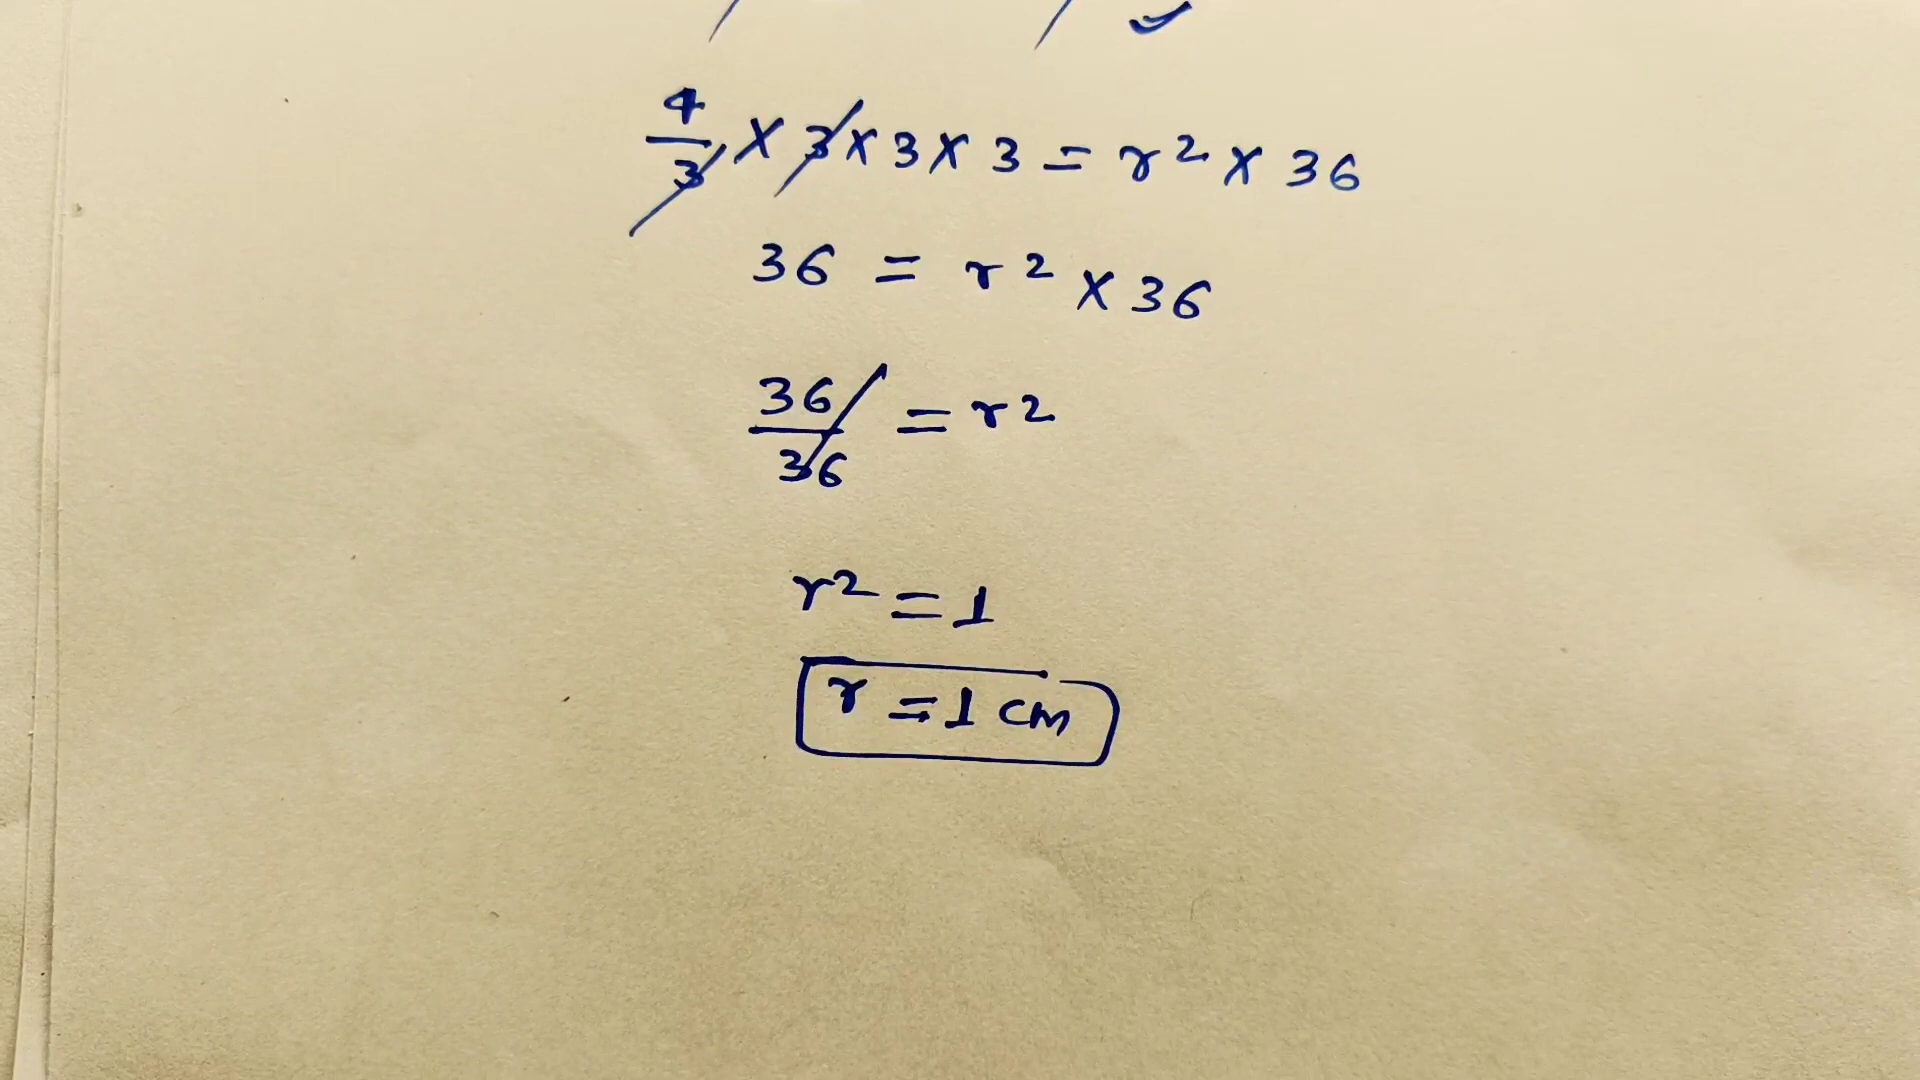 4/3 × 3 × 3 × 3 = r² × 36
36 = r² × 36
36/36 = r²
r² = 1
r = 1 cm